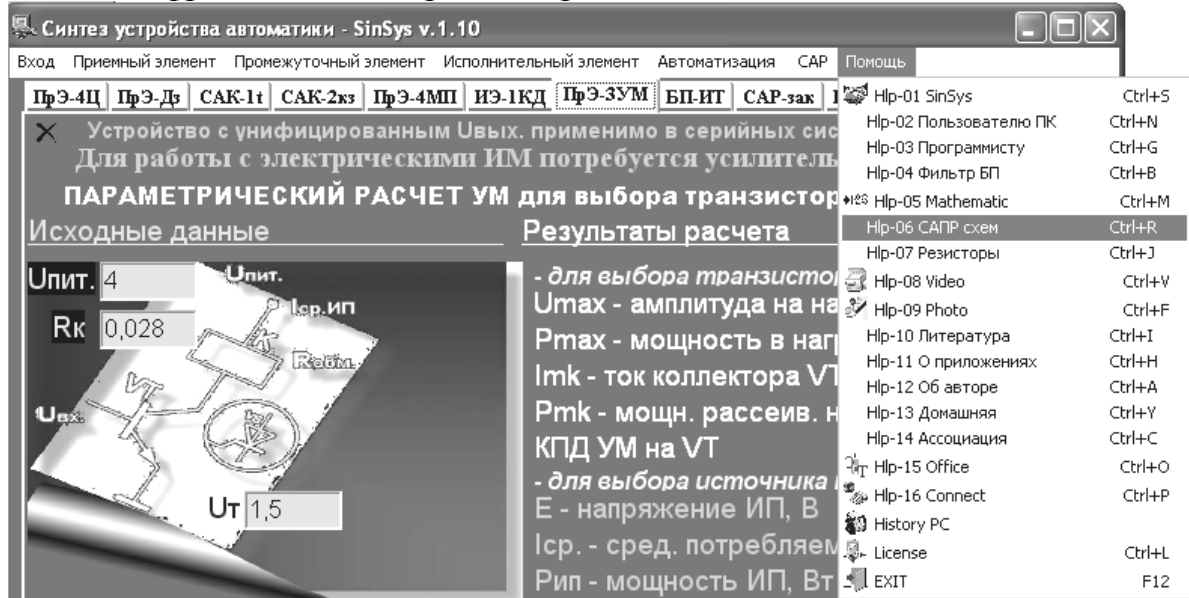 Синтез устройства автоматики - SinSys v.1.10
Вход Приемный элемент Промежуточный элемент Исполнительный элемент Автоматизация САР Помощь
ПрЭ-4Ц ПрЭ-Дз САК-1t САК-2кз ПрЭ-4МП ИЭ-1КД ПрЭ-3УМ БП-ИТ САР-зак
Устройство с унифицированным Uвых. применимо в серийных сис
Для работы с электрическими ИМ потребуется усилитель
ПАРАМЕТРИЧЕСКИЙ РАСЧЕТ УМ для выбора транзистор
Исходные данные
Uпит. 4
Rк 0,028
Uпит.
Iср.ИП
Rобм.
VT
Uвх.
Uт 1,5
Результаты расчета
- для выбора транзистор
Umax - амплитуда на на
Pmax - мощность в наг
Imk - ток коллектора VT
Pmk - мощн. рассеив. н
КПД УМ на VT
- для выбора источника
E - напряжение ИП, В
Iср. - сред. потребляем
Pип - мощность ИП, Вт
Hlp-01 SinSys Ctrl+S
Hlp-02 Пользователю ПК Ctrl+N
Hlp-03 Программисту Ctrl+G
Hlp-04 Фильтр БП Ctrl+B
Hlp-05 Mathematic Ctrl+M
Hlp-06 САПР схем Ctrl+R
Hlp-07 Резисторы Ctrl+J
Hlp-08 Video Ctrl+V
Hlp-09 Photo Ctrl+F
Hlp-10 Литература Ctrl+I
Hlp-11 О приложениях Ctrl+H
Hlp-12 Об авторе Ctrl+A
Hlp-13 Домашняя Ctrl+Y
Hlp-14 Ассоциация Ctrl+C
Hlp-15 Office Ctrl+O
Hlp-16 Connect Ctrl+P
History PC
License Ctrl+L
EXIT F12